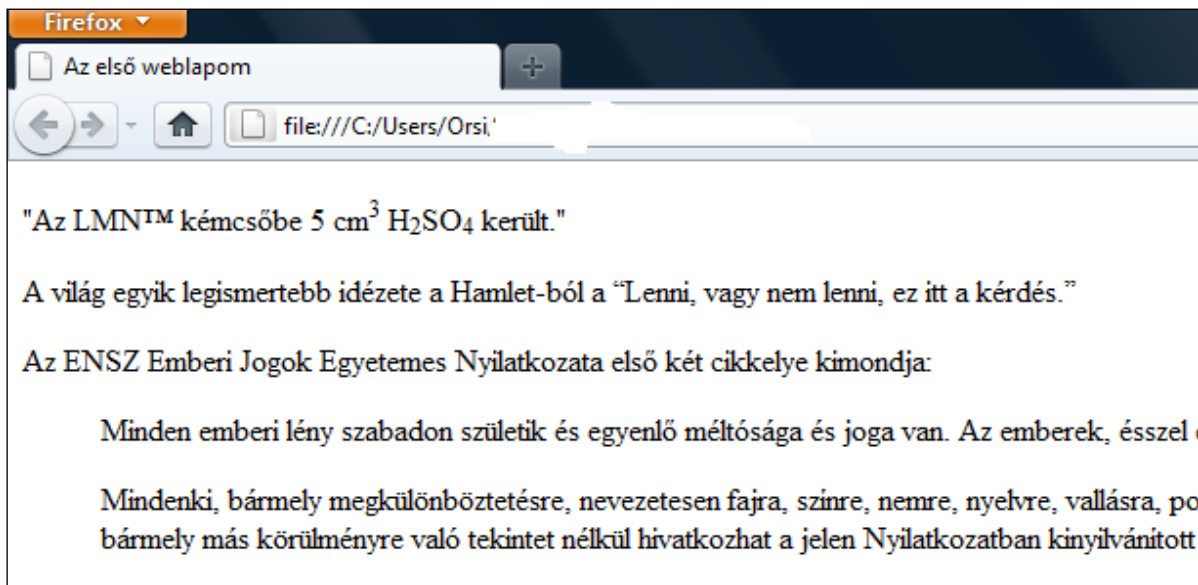 Firefox
Az első weblapom
file:///C:/Users/Orsi
"Az LMN™ kémcsőbe 5 cm³ H₂SO₄ került."
A világ egyik legismertebb idézete a Hamlet-ból a “Lenni, vagy nem lenni, ez itt a kérdés.”
Az ENSZ Emberi Jogok Egyetemes Nyilatkozata első két cikkelye kimondja:
Minden emberi lény szabadon születik és egyenlő méltósága és joga van. Az emberek, ésszel
Mindenki, bármely megkülönböztetésre, nevezetesen fajra, színre, nemre, nyelvre, vallásra, po
bármely más körülményre való tekintet nélkül hivatkozhat a jelen Nyilatkozatban kinyilvánított